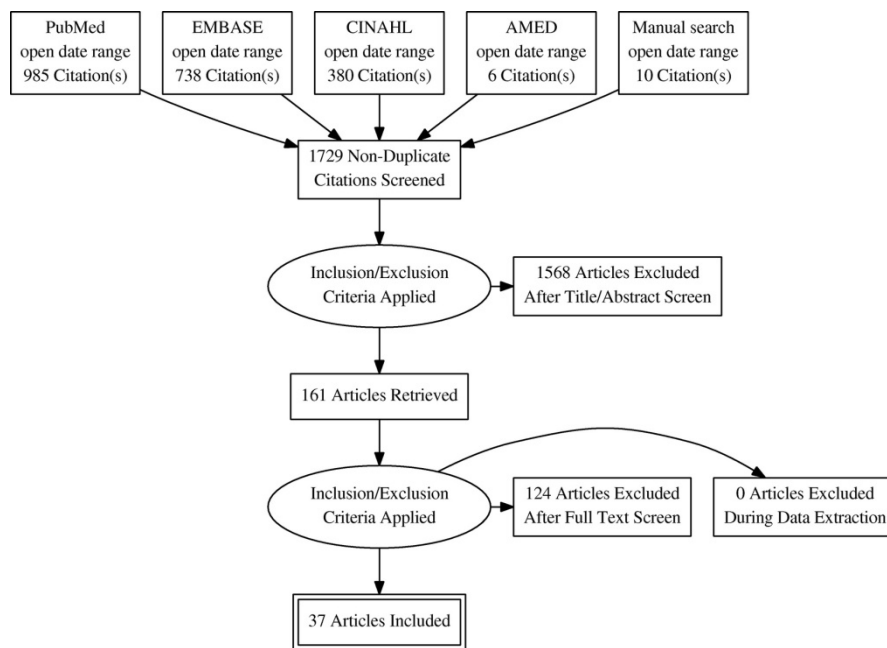 PubMed
open date range
985 Citation(s)
EMBASE
open date range
738 Citation(s)
CINAHL
open date range
380 Citation(s)
AMED
open date range
6 Citation(s)
Manual search
open date range
10 Citation(s)
1729 Non-Duplicate
Citations Screened
Inclusion/Exclusion
Criteria Applied
1568 Articles Excluded
After Title/Abstract Screen
161 Articles Retrieved
Inclusion/Exclusion
Criteria Applied
124 Articles Excluded
After Full Text Screen
0 Articles Excluded
During Data Extraction
37 Articles Included